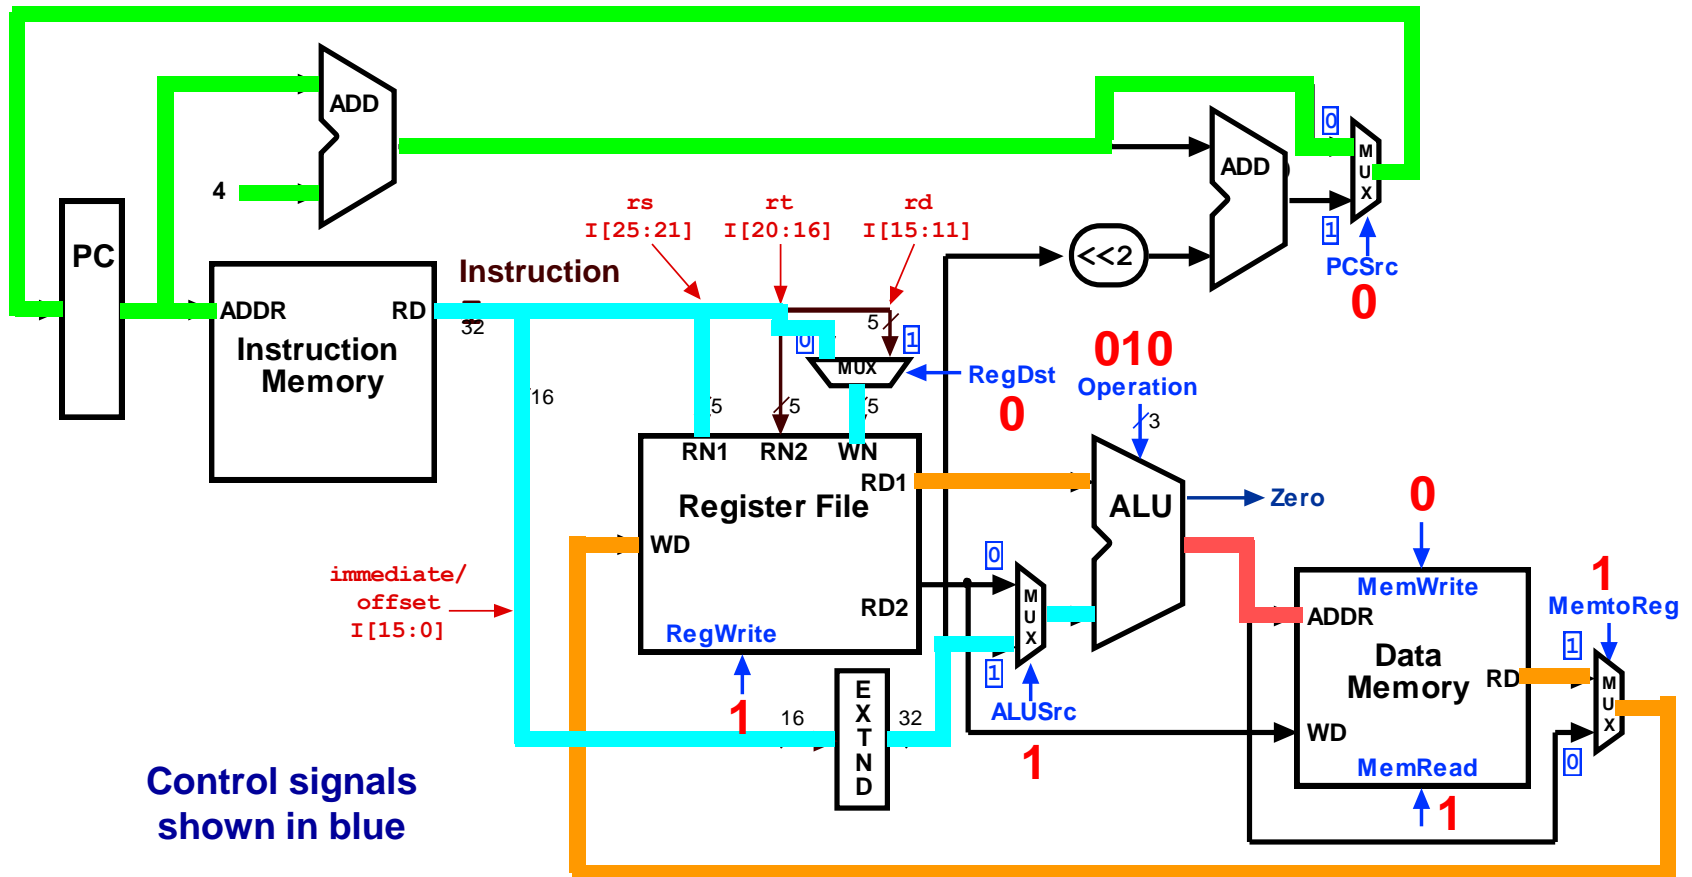 ADD
0
M
U
X
4
ADD
rs
I[25:21]
rt
I[20:16]
rd
I[15:11]
1
PC
<<2
PCSrc
0
Instruction
ADDR
RD
32
5
0
1
Instruction
Memory
MUX
RegDst
0
010
Operation
3
16
5
5
5
RN1
RN2
WN
RD1
Register File
ALU
Zero
0
WD
0
immediate/
offset
I[15:0]
RD2
M
U
X
MemWrite
1
MemtoReg
ADDR
RegWrite
1
Data
Memory
RD
1
M
U
X
1
16
E
X
T
N
D
32
ALUSrc
1
WD
0
MemRead
1
Control signals
shown in blue